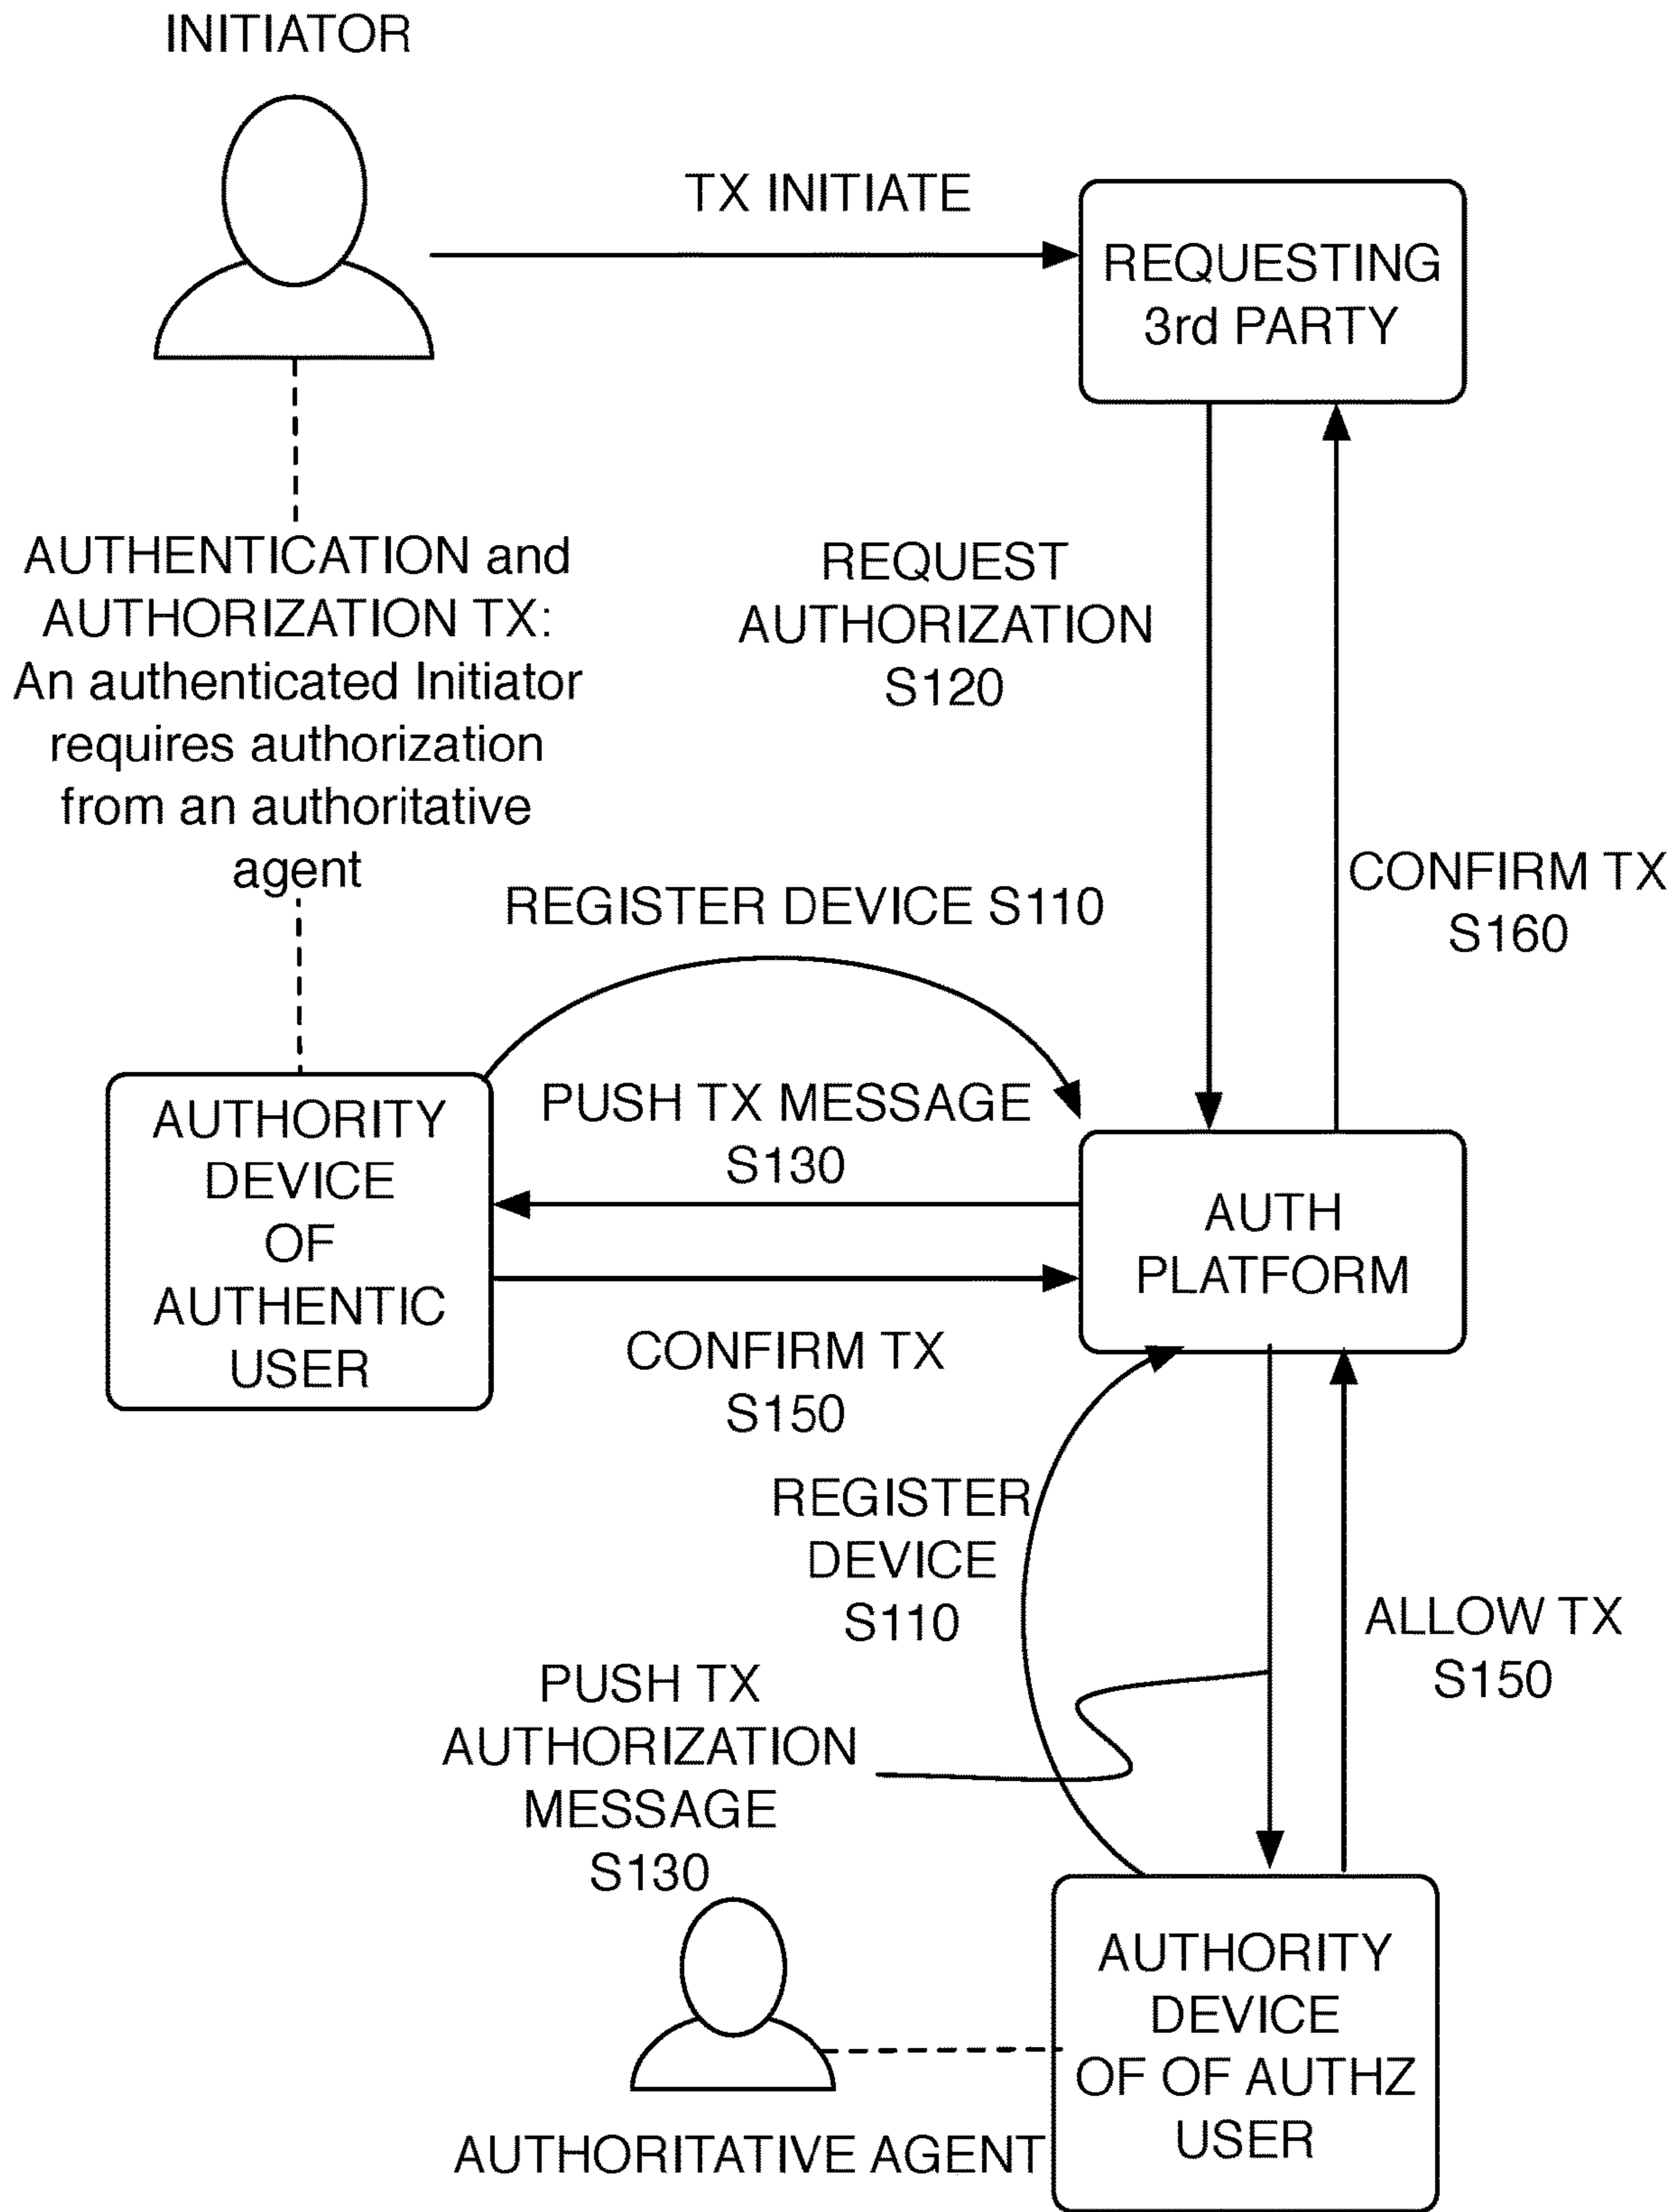 INITIATOR
TX INITIATE
REQUESTING
3rd PARTY
AUTHENTICATION and
AUTHORIZATION TX:
An authenticated Initiator
requires authorization
from an authoritative
agent
REQUEST
AUTHORIZATION
S120
CONFIRM TX
S160
REGISTER DEVICE S110
PUSH TX MESSAGE
S130
AUTHORITY
DEVICE
OF
AUTHENTIC
USER
AUTH
PLATFORM
CONFIRM TX
S150
REGISTER
DEVICE
S110
ALLOW TX
S150
PUSH TX
AUTHORIZATION
MESSAGE
S130
AUTHORITY
DEVICE
OF OF AUTHZ
USER
AUTHORITATIVE AGENT